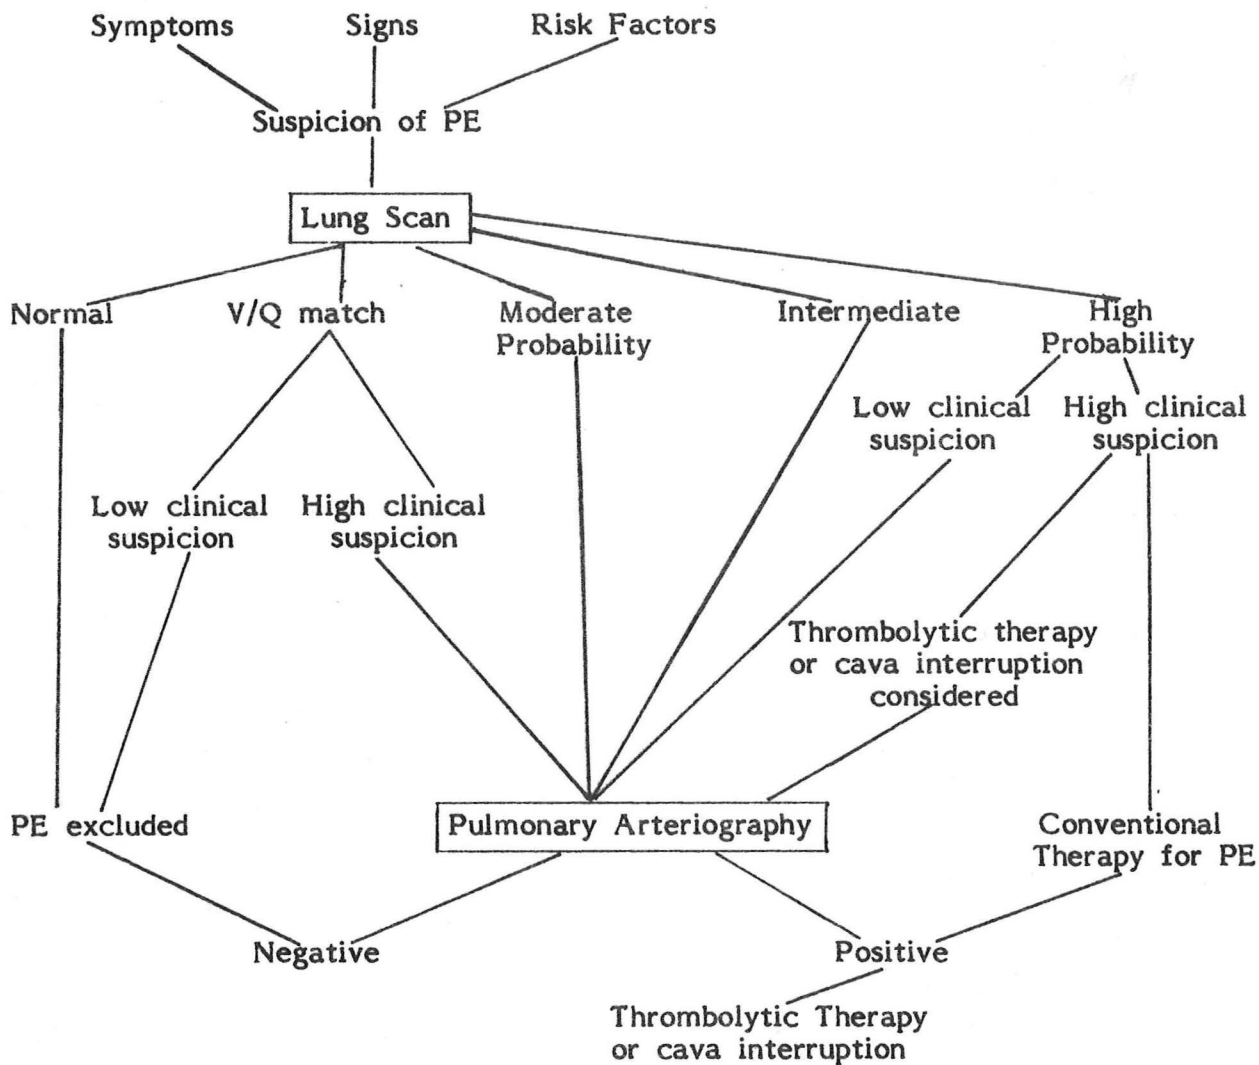 Symptoms
Signs
Risk Factors
Suspicion of PE
Lung Scan
Normal
V/Q match
Moderate
Probability
Intermediate
High
Probability
Low clinical
suspicion
High clinical
suspicion
Low clinical
suspicion
High clinical
suspicion
Thrombolytic therapy
or cava interruption
considered
PE excluded
Pulmonary Arteriography
Conventional
Therapy for PE
Negative
Positive
Thrombolytic Therapy
or cava interruption